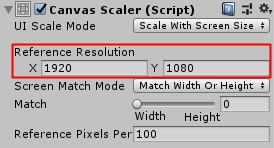 Canvas Scaler (Script)
UI Scale Mode Scale With Screen Size
Reference Resolution
X 1920 Y 1080
Screen Match Mode Match Width Or Height
Match 0
Width Height
Reference Pixels Per 100